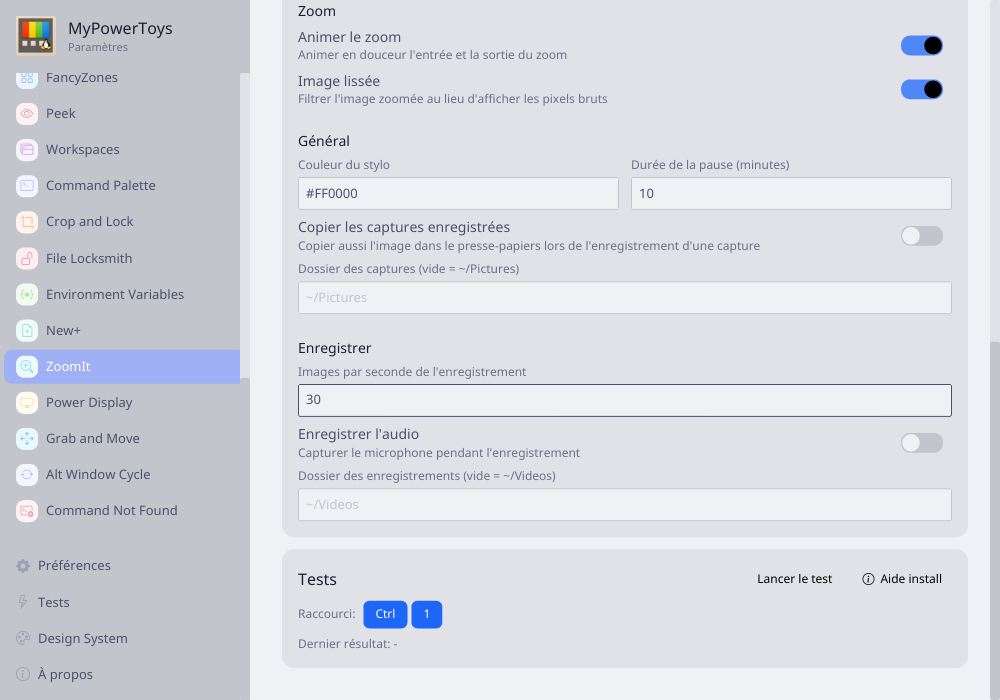 MyPowerToys
Paramètres
FancyZones
Peek
Workspaces
Command Palette
Crop and Lock
File Locksmith
Environment Variables
New+
ZoomIt
Power Display
Grab and Move
Alt Window Cycle
Command Not Found
Préférences
Tests
Design System
À propos
Zoom
Animer le zoom
Animer en douceur l'entrée et la sortie du zoom
Image lissée
Filtrer l'image zoomée au lieu d'afficher les pixels bruts
Général
Couleur du stylo
Durée de la pause (minutes)
#FF0000
10
Copier les captures enregistrées
Copier aussi l'image dans le presse-papiers lors de l'enregistrement d'une capture
Dossier des captures (vide = ~/Pictures)
~/Pictures
Enregistrer
Images par seconde de l'enregistrement
30
Enregistrer l'audio
Capturer le microphone pendant l'enregistrement
Dossier des enregistrements (vide = ~/Videos)
~/Videos
Tests
Lancer le test
Aide install
Raccourci: Ctrl 1
Dernier résultat: -